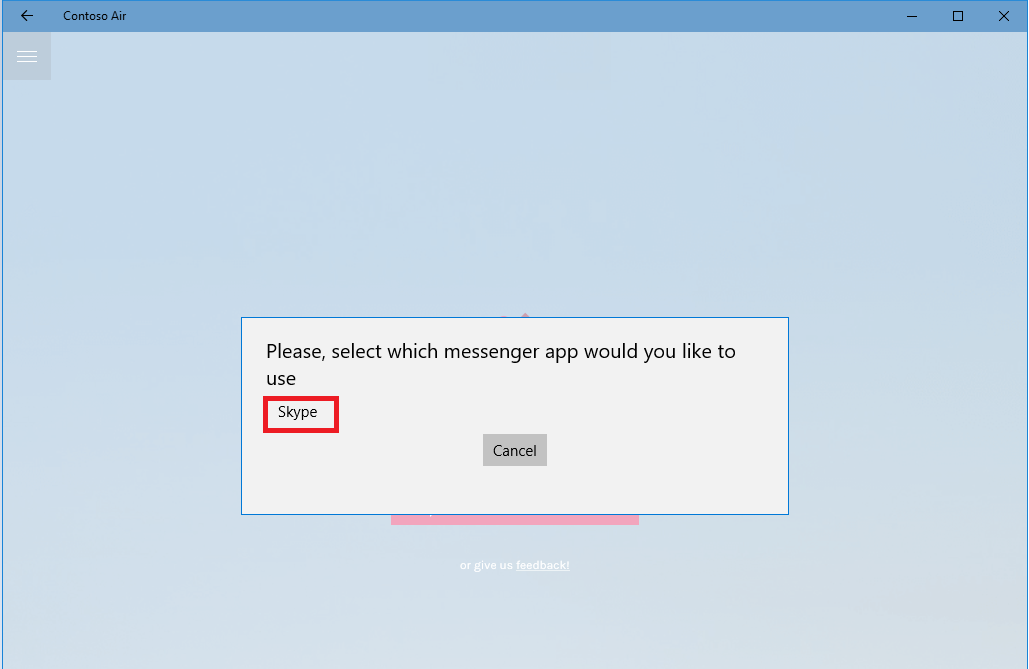 Contoso Air
Please, select which messenger app would you like to
use
Skype
Cancel
or give us feedback!